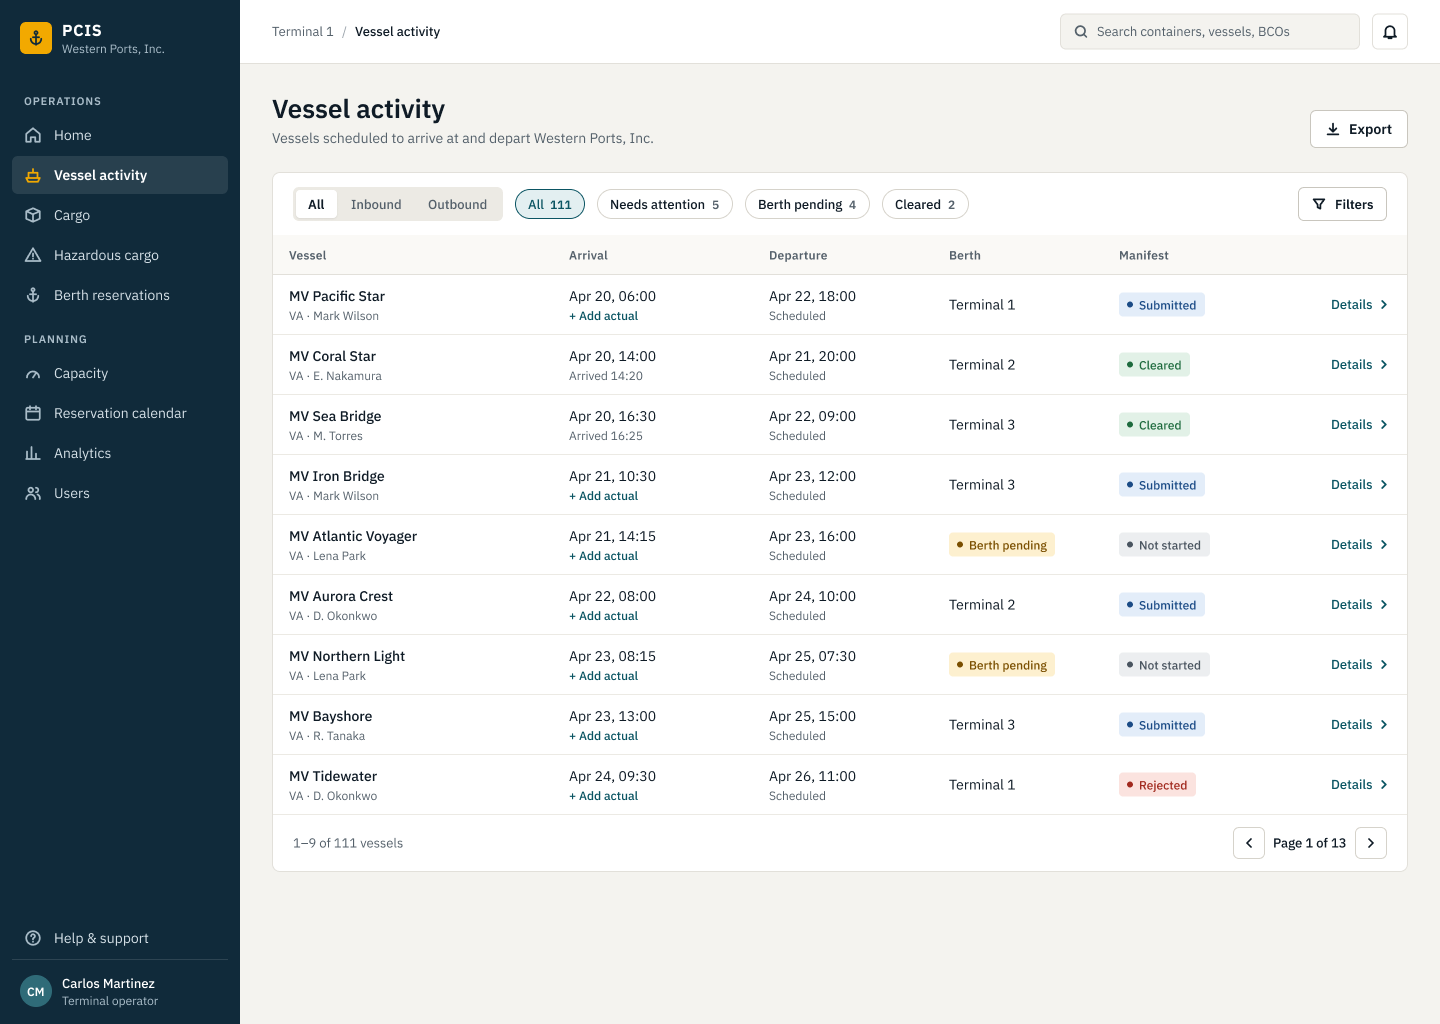 PCIS
Western Ports, Inc.
OPERATIONS
Home
Vessel activity
Cargo
Hazardous cargo
Berth reservations
PLANNING
Capacity
Reservation calendar
Analytics
Users
Help & support
CM
Carlos Martinez
Terminal operator
Terminal 1 / Vessel activity
Search containers, vessels, BCOs
Vessel activity
Vessels scheduled to arrive at and depart Western Ports, Inc.
Export
All Inbound Outbound All 111 Needs attention 5 Berth pending 4 Cleared 2 Filters
Vessel Arrival Departure Berth Manifest
MV Pacific Star Apr 20, 06:00 Apr 22, 18:00 Terminal 1 Submitted Details
VA · Mark Wilson + Add actual Scheduled
MV Coral Star Apr 20, 14:00 Apr 21, 20:00 Terminal 2 Cleared Details
VA · E. Nakamura Arrived 14:20 Scheduled
MV Sea Bridge Apr 20, 16:30 Apr 22, 09:00 Terminal 3 Cleared Details
VA · M. Torres Arrived 16:25 Scheduled
MV Iron Bridge Apr 21, 10:30 Apr 23, 12:00 Terminal 3 Submitted Details
VA · Mark Wilson + Add actual Scheduled
MV Atlantic Voyager Apr 21, 14:15 Apr 23, 16:00 Berth pending Not started Details
VA · Lena Park + Add actual Scheduled
MV Aurora Crest Apr 22, 08:00 Apr 24, 10:00 Terminal 2 Submitted Details
VA · D. Okonkwo + Add actual Scheduled
MV Northern Light Apr 23, 08:15 Apr 25, 07:30 Berth pending Not started Details
VA · Lena Park + Add actual Scheduled
MV Bayshore Apr 23, 13:00 Apr 25, 15:00 Terminal 3 Submitted Details
VA · R. Tanaka + Add actual Scheduled
MV Tidewater Apr 24, 09:30 Apr 26, 11:00 Terminal 1 Rejected Details
VA · D. Okonkwo + Add actual Scheduled
1–9 of 111 vessels Page 1 of 13